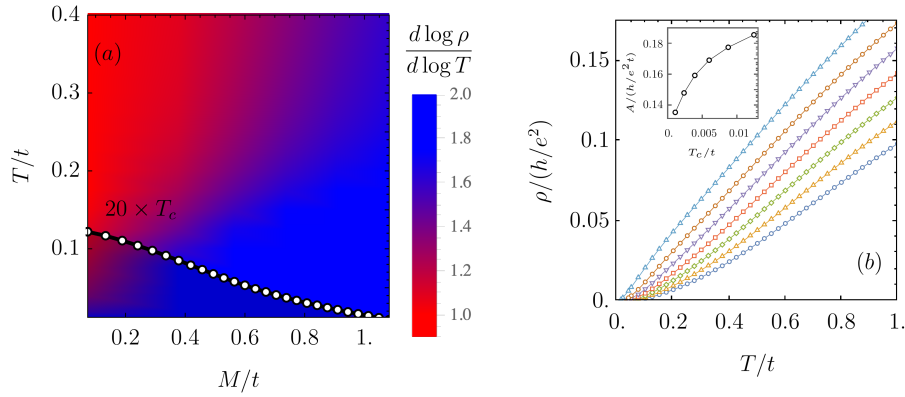 (a)
d log ρ
d log T
0.4
0.3
0.2
0.1
T/t
20 × T_c
0.2 0.4 0.6 0.8 1.
M/t
2.0
1.8
1.6
1.4
1.2
1.0
0.15
0.1
0.05
0.
ρ/(h/e²)
0. 0.2 0.4 0.6 0.8 1.
T/t
(b)
0.18
0.16
0.14
A/(h/e²t)
0.005 0.01
T_c/t